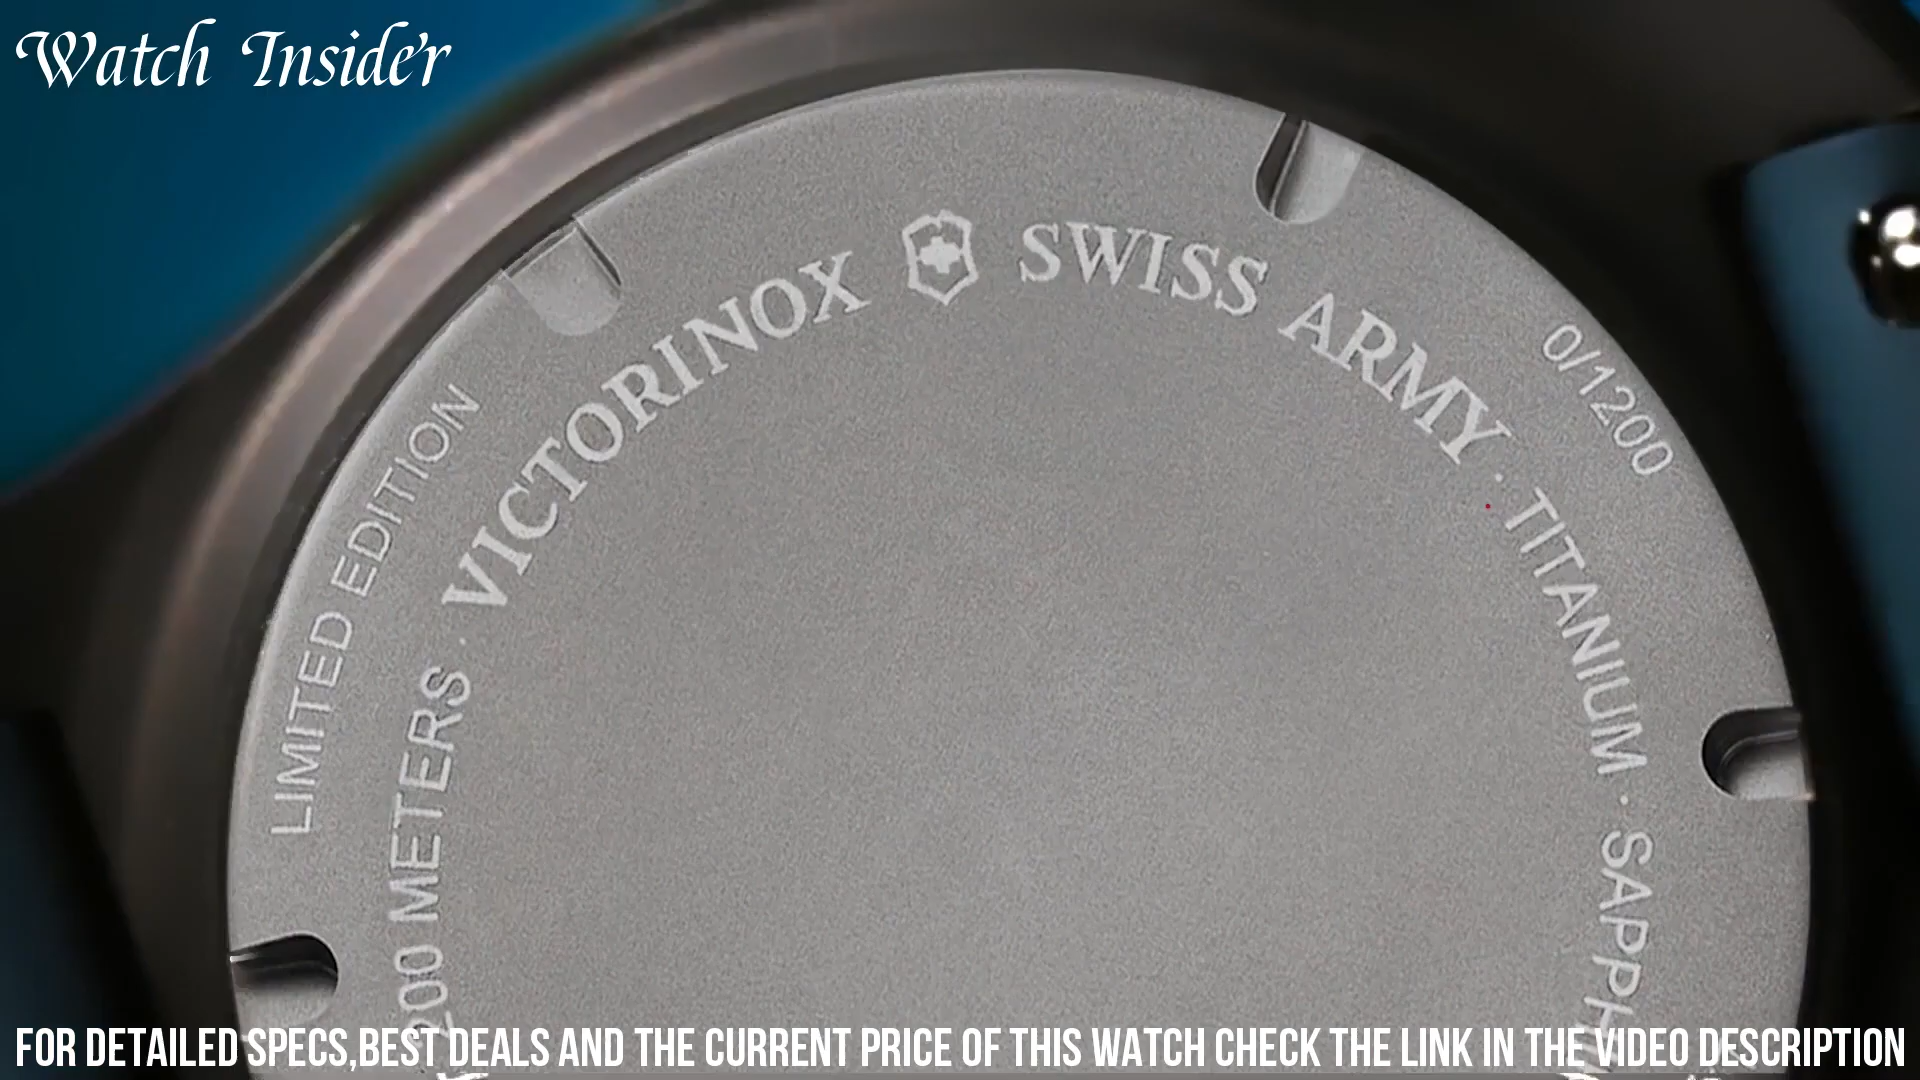 Watch Insider
LIMITED EDITION
0/1200
200 METERS · VICTORINOX SWISS ARMY · TITANIUM ·
FOR DETAILED SPECS,BEST DEALS AND THE CURRENT PRICE OF THIS WATCH CHECK THE LINK IN THE VIDEO DESCRIPTION